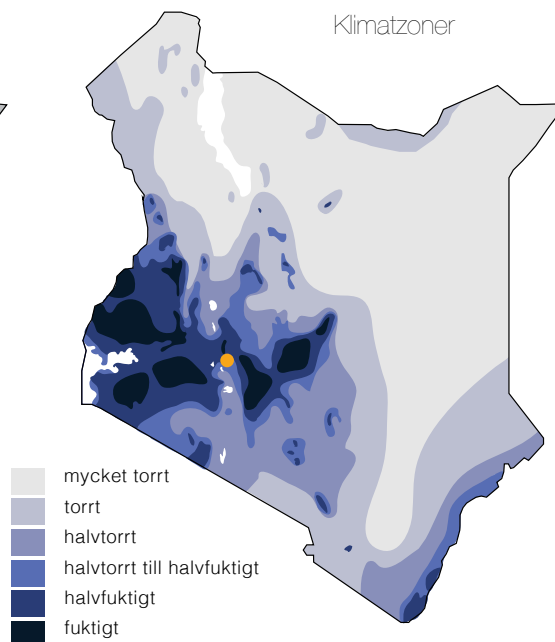 Klimatzoner
mycket torrt
torrt
halvtorrt
halvtorrt till halvfuktigt
halvfuktigt
fuktigt